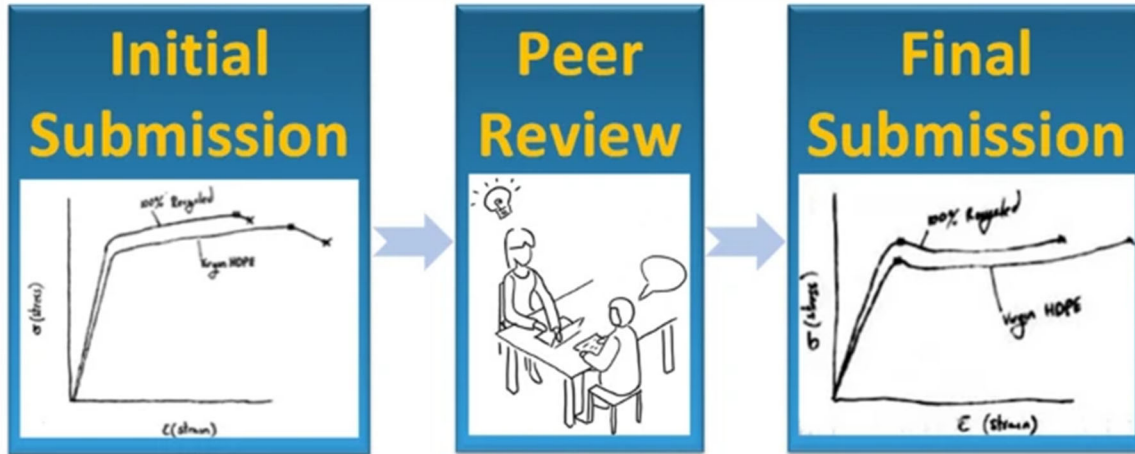 Initial
Submission
100% Recycled
Virgin HDPE
σ (stress)
ε (strain)
Peer
Review
Final
Submission
100% Recycled
Virgin HDPE
σ (stress)
ε (strain)